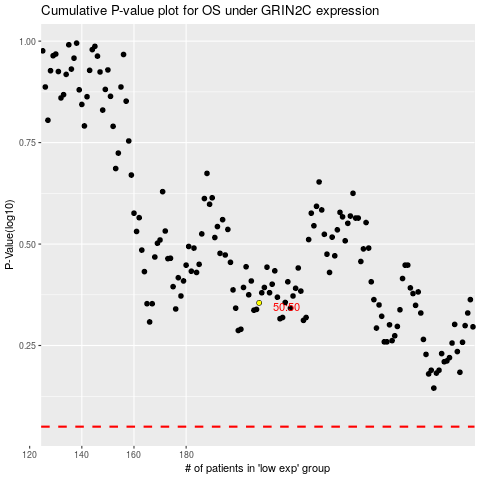 Cumulative P-value plot for OS under GRIN2C expression
1.00
0.75
0.50
0.25
P-Value(log10)
50:50
120 140 160 180
# of patients in 'low exp' group